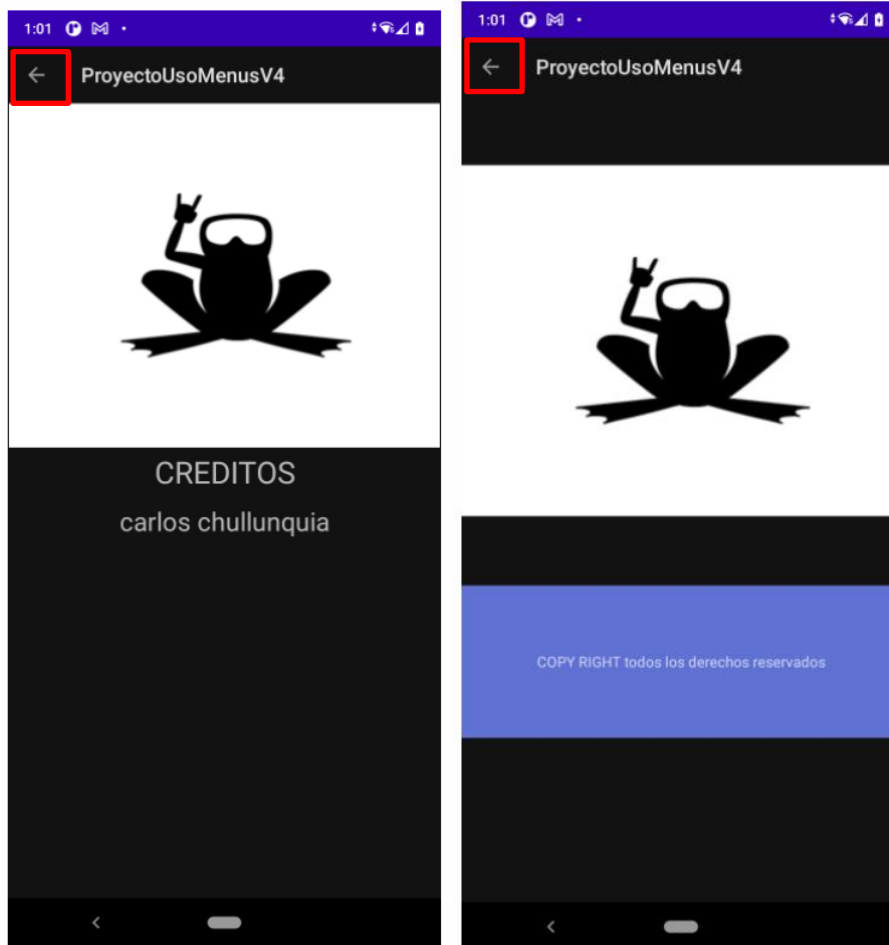 1:01
ProyectoUsoMenusV4
CREDITOS
carlos chullunquia
1:01
ProyectoUsoMenusV4
COPY RIGHT todos los derechos reservados